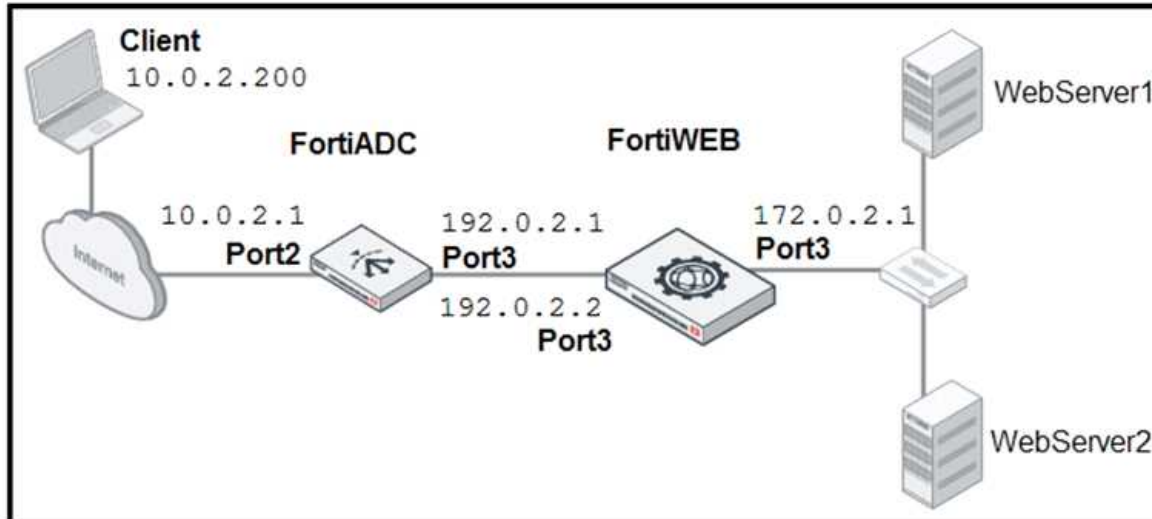 Client
10.0.2.200
WebServer1
FortiADC
FortiWEB
10.0.2.1
192.0.2.1
172.0.2.1
Internet
Port2
Port3
Port3
192.0.2.2
Port3
WebServer2